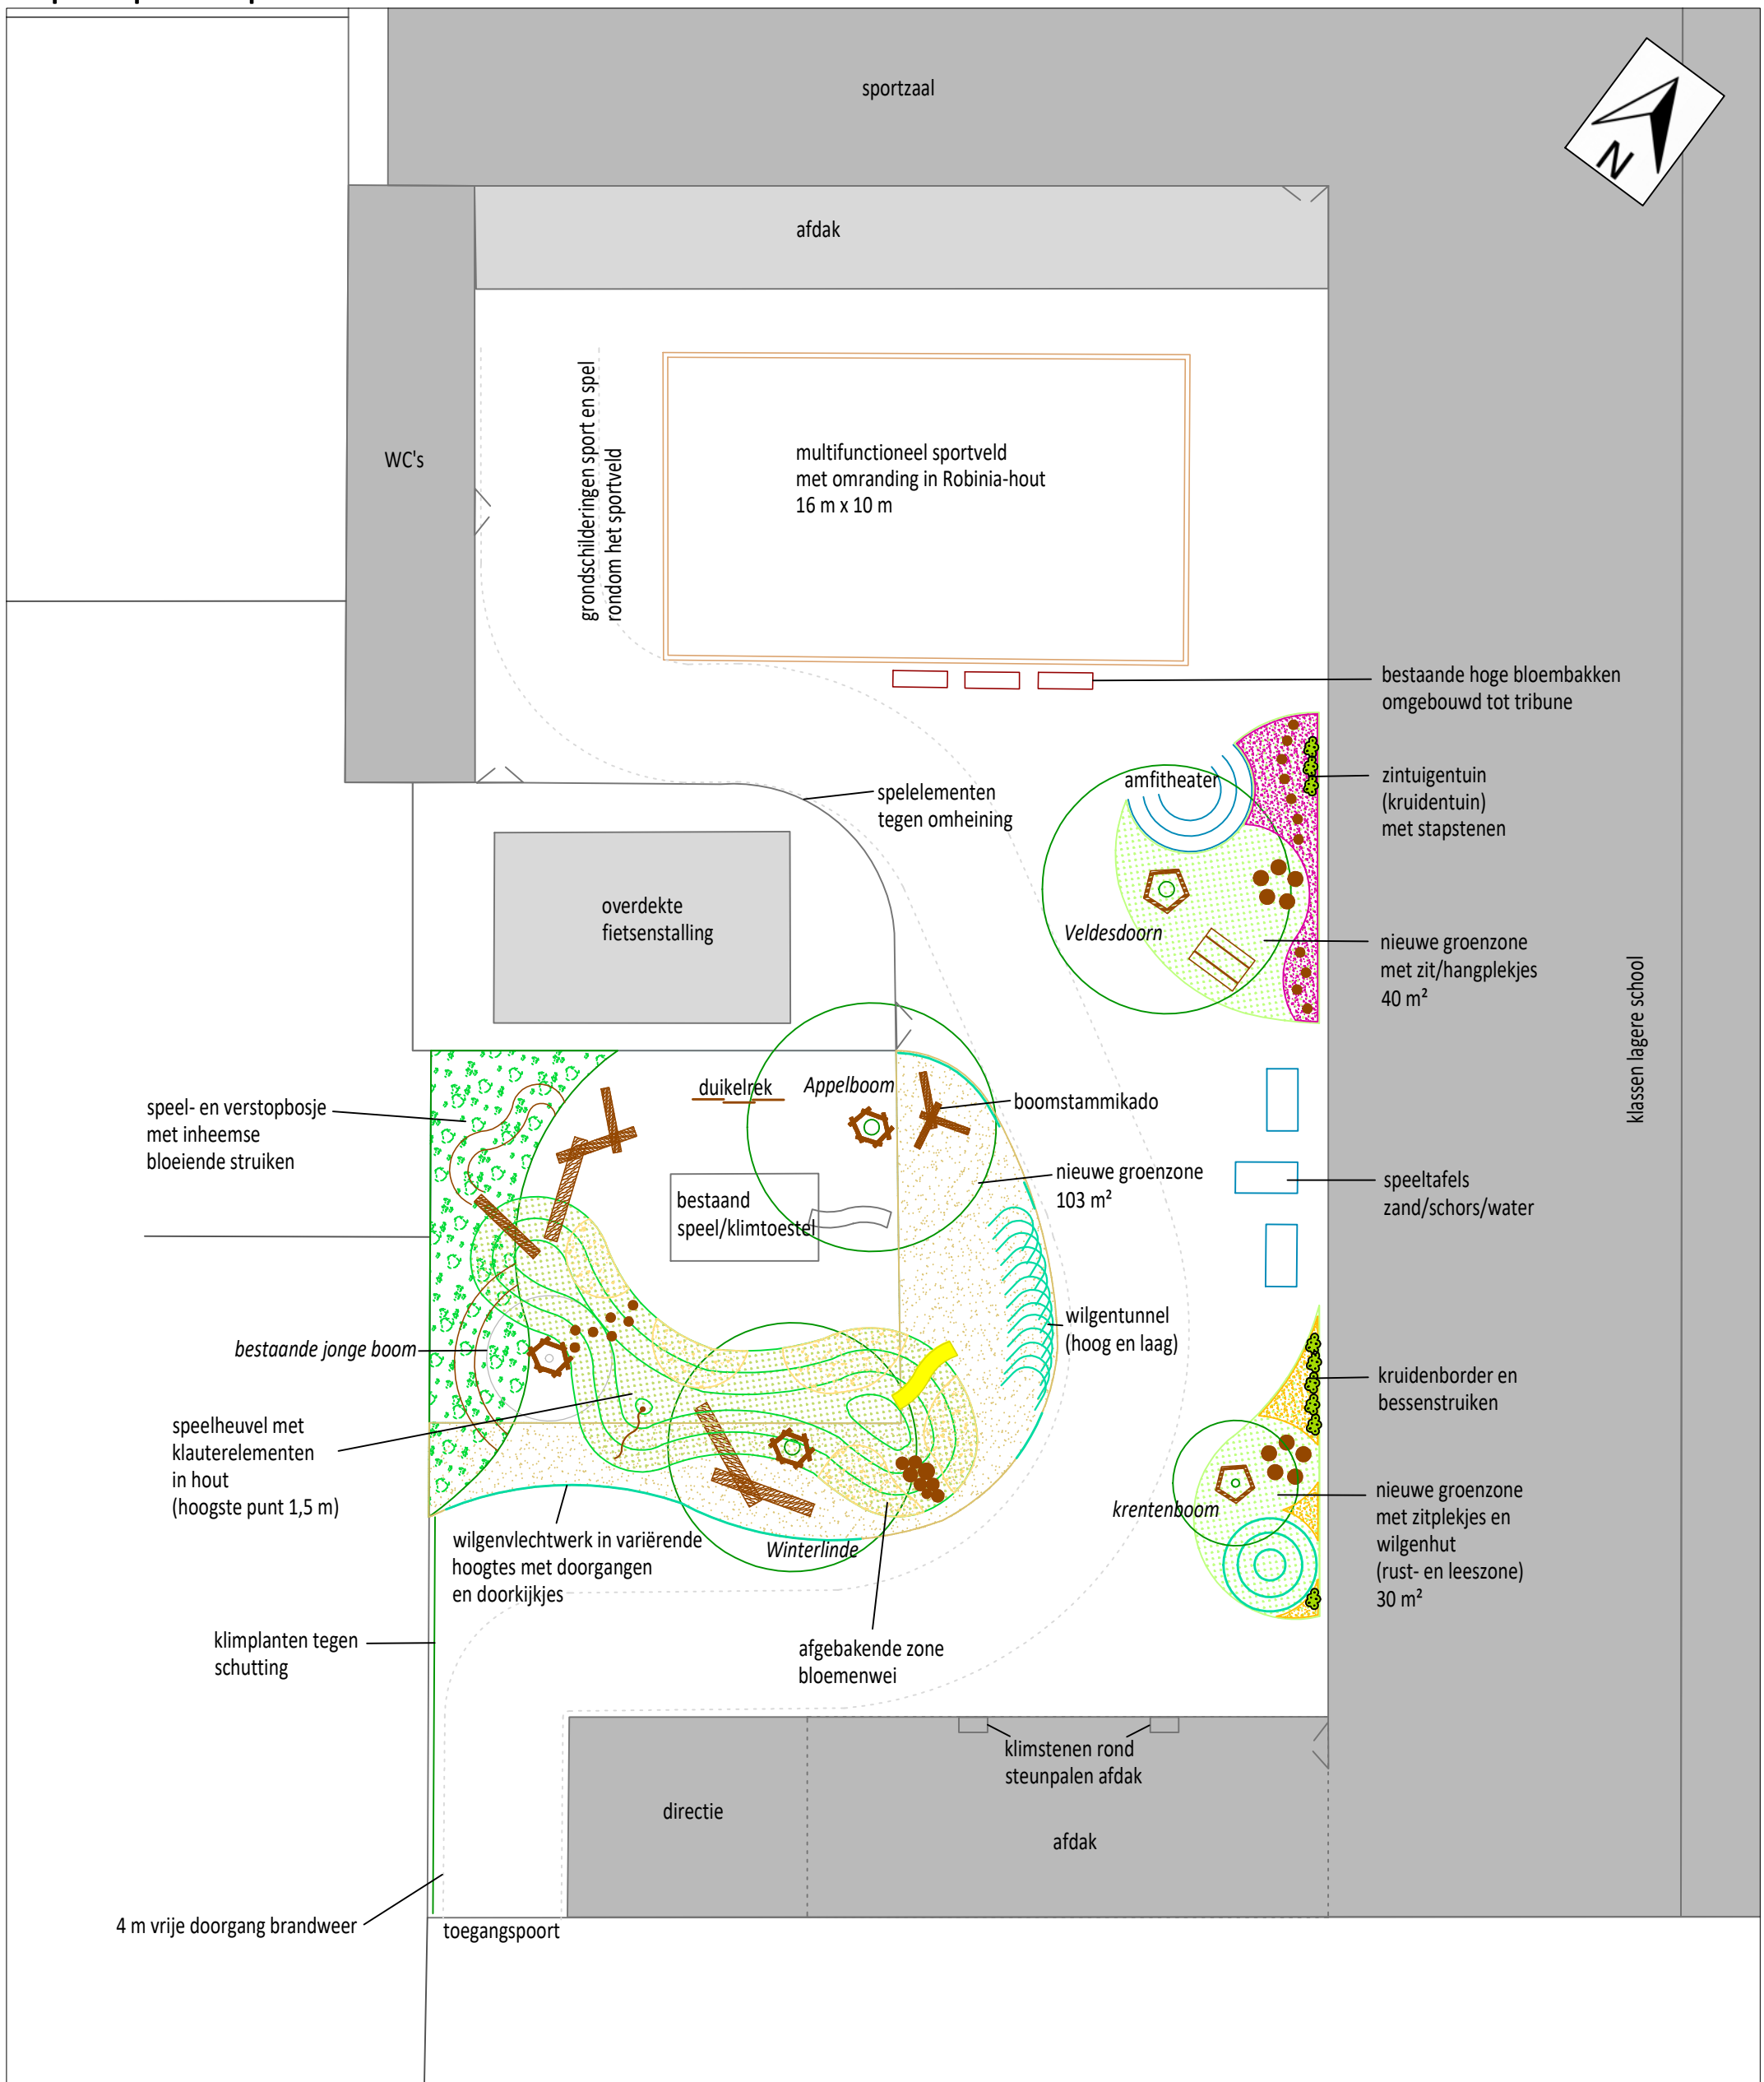 sportzaal
N
afdak
WC's
grondschilderingen sport en spel
rondom het sportveld
multifunctioneel sportveld
met omranding in Robinia-hout
16 m x 10 m
bestaande hoge bloembakken
omgebouwd tot tribune
amfitheater
zintuigentuin
(kruidentuin)
met stapstenen
spelelementen
tegen omheining
overdekte
fietsenstalling
Veldesdoorn
nieuwe groenzone
met zit/hangplekjes
40 m²
klassen lagere school
speel- en verstopbosje
met inheemse
bloeiende struiken
duikelrek
Appelboom
boomstammikado
nieuwe groenzone
103 m²
bestaand
speel/klimtoestel
speeltafels
zand/schors/water
wilgentunnel
(hoog en laag)
bestaande jonge boom
kruidenborder en
bessenstruiken
speelheuvel met
klauterelementen
in hout
(hoogste punt 1,5 m)
krentenboom
nieuwe groenzone
met zitplekjes en
wilgenhut
(rust- en leeszone)
30 m²
wilgenvlechtwerk in variërende
hoogtes met doorgangen
en doorkijkjes
Winterlinde
klimplanten tegen
schutting
afgebakende zone
bloemenwei
klimstenen rond
steunpalen afdak
directie
afdak
4 m vrije doorgang brandweer
toegangspoort